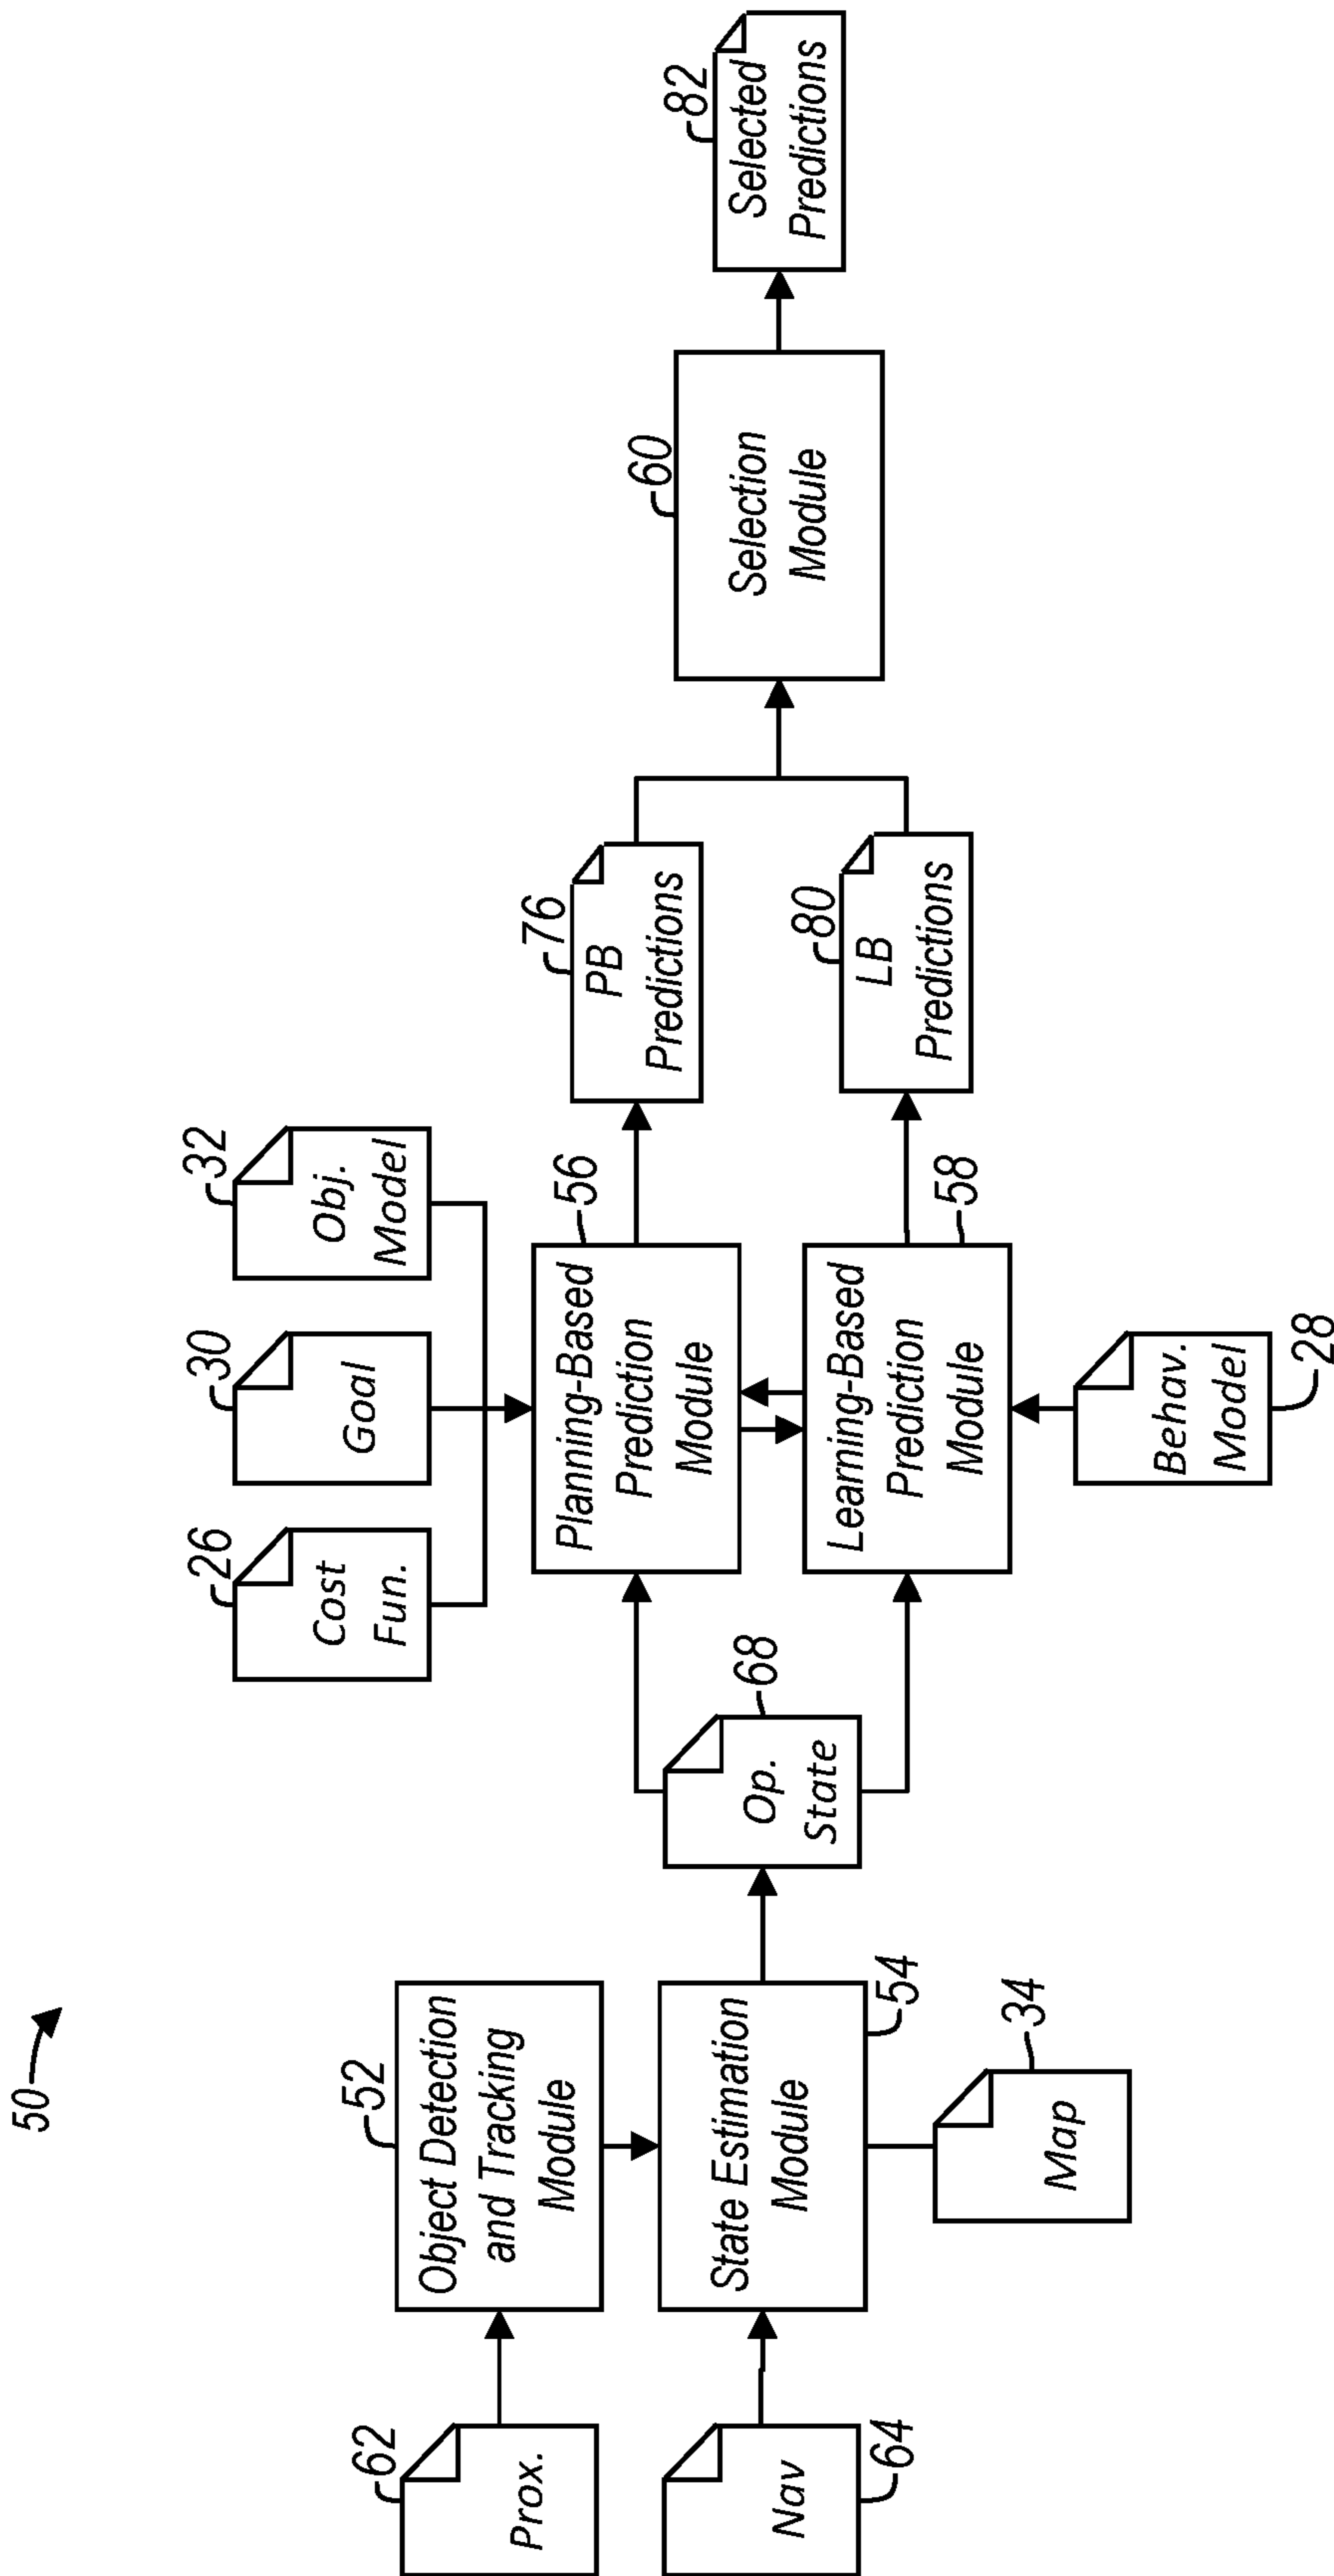 50
62
Prox.
Nav
64
52
Object Detection
and Tracking
Module
State Estimation
Module
54
Map
34
68
Op.
State
26
Cost
Fun.
30
Goal
32
Obj.
Model
Planning-Based
Prediction
Module
56
Learning-Based
Prediction
Module
58
Behav.
Model
28
76
PB
Predictions
80
LB
Predictions
60
Selection
Module
82
Selected
Predictions